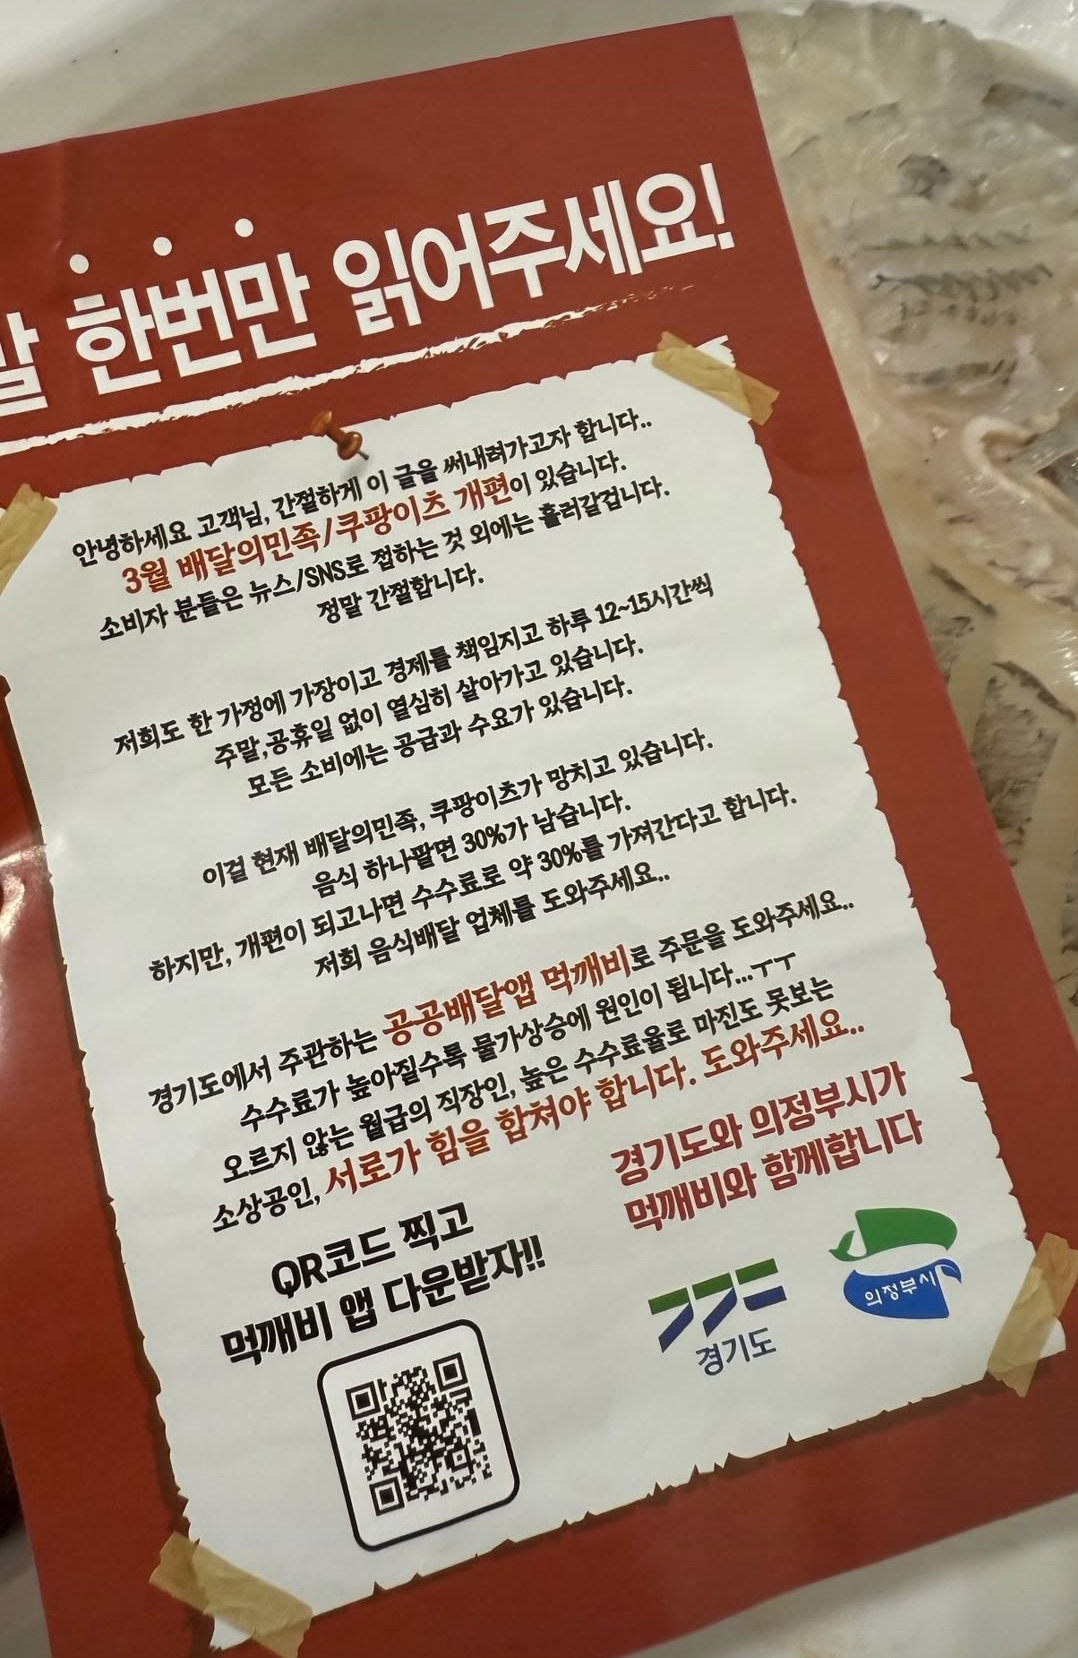 한번만 읽어주세요!
안녕하세요 고객님, 간절하게 이 글을 써내려가고자 합니다..
3월 배달의민족/쿠팡이츠 개편이 있습니다.
소비자 분들은 뉴스/SNS로 접하는 것 외에는 흘러갈겁니다.
정말 간절합니다.
저희도 한 가정에 가장이고 경제를 책임지고 하루 12~15시간씩
주말,공휴일 없이 열심히 살아가고 있습니다.
모든 소비에는 공급과 수요가 있습니다.
이걸 현재 배달의민족, 쿠팡이츠가 망치고 있습니다.
음식 하나팔면 30%가 남습니다.
하지만, 개편이 되고나면 수수료로 약 30%를 가져간다고 합니다.
저희 음식배달 업체를 도와주세요..
경기도에서 주관하는 공공배달앱 먹깨비로 주문을 도와주세요..
수수료가 높아질수록 물가상승에 원인이 됩니다...ㅜㅜ
오르지 않는 월급의 직장인, 높은 수수료율로 마진도 못보는
소상공인, 서로가 힘을 합쳐야 합니다. 도와주세요..
경기도와 의정부시가
먹깨비와 함께합니다
QR코드 찍고
먹깨비 앱 다운받자!!
경기도
의정부시